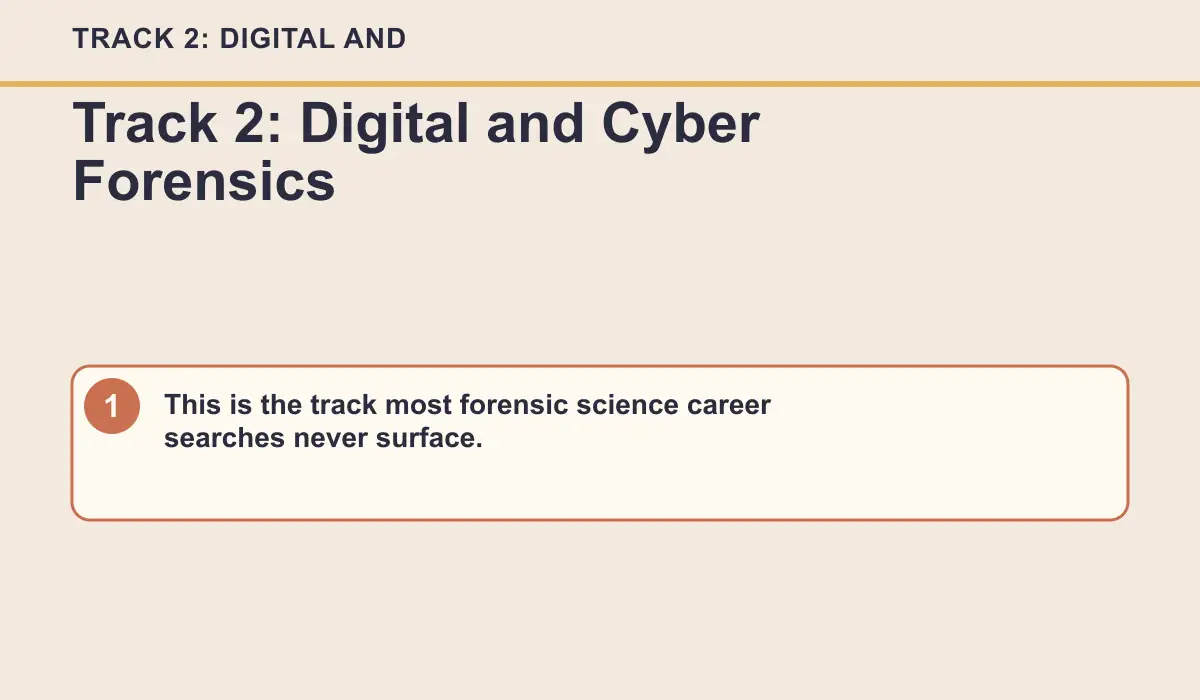 TRACK 2: DIGITAL AND
Track 2: Digital and Cyber
Forensics
1
This is the track most forensic science career
searches never surface.